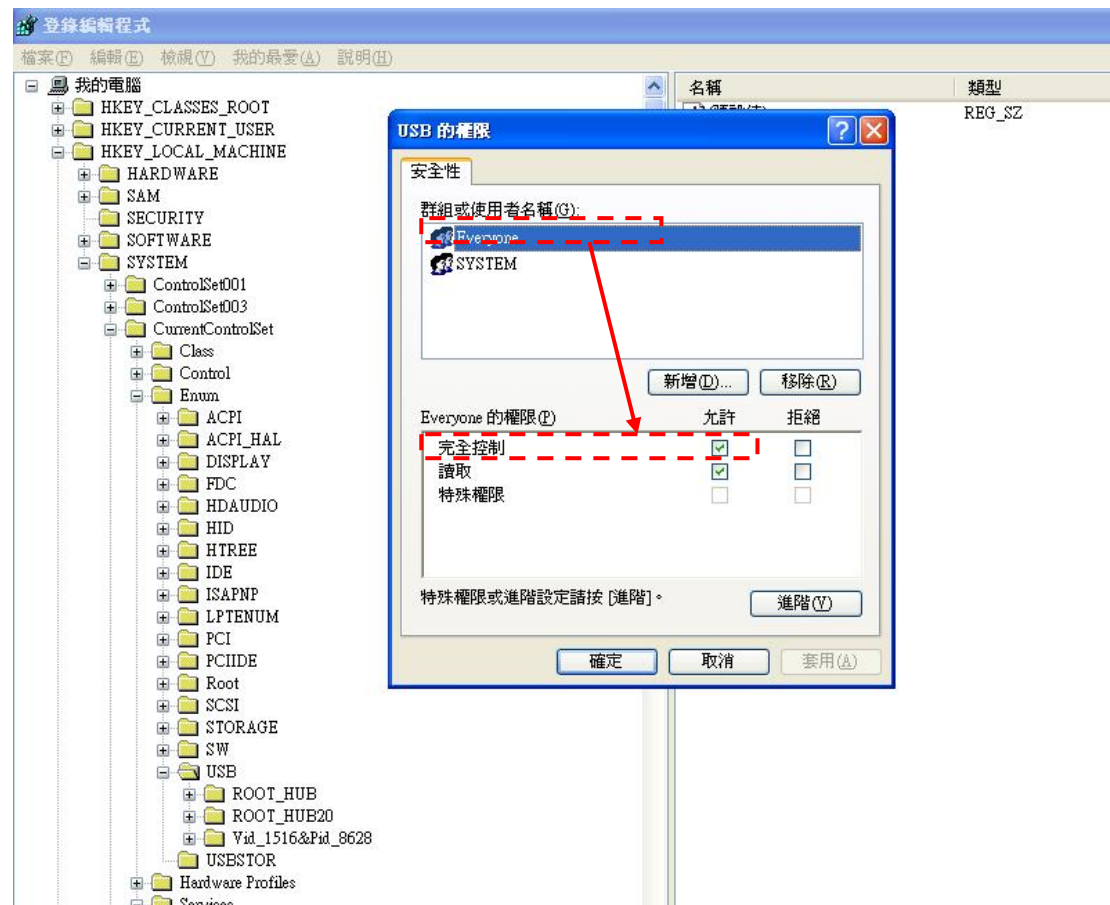 登錄編輯程式
檔案(F) 編輯(E) 檢視(V) 我的最愛(A) 說明(H)
我的電腦
HKEY_CLASSES_ROOT
HKEY_CURRENT_USER
HKEY_LOCAL_MACHINE
HARDWARE
SAM
SECURITY
SOFTWARE
SYSTEM
ControlSet001
ControlSet003
CurrentControlSet
Class
Control
Enum
ACPI
ACPI_HAL
DISPLAY
FDC
HDAUDIO
HID
HTREE
IDE
ISAPNP
LPTENUM
PCI
PCIIDE
Root
SCSI
STORAGE
SW
USB
ROOT_HUB
ROOT_HUB20
Vid_1516&Pid_8628
USBSTOR
Hardware Profiles
Services
名稱 類型
REG_SZ
USB 的權限
安全性
群組或使用者名稱(G):
Everyone
SYSTEM
新增(D)... 移除(R)
Everyone 的權限(P) 允許 拒絕
完全控制
讀取
特殊權限
特殊權限或進階設定請按 [進階]。
進階(V)
確定 取消 套用(A)